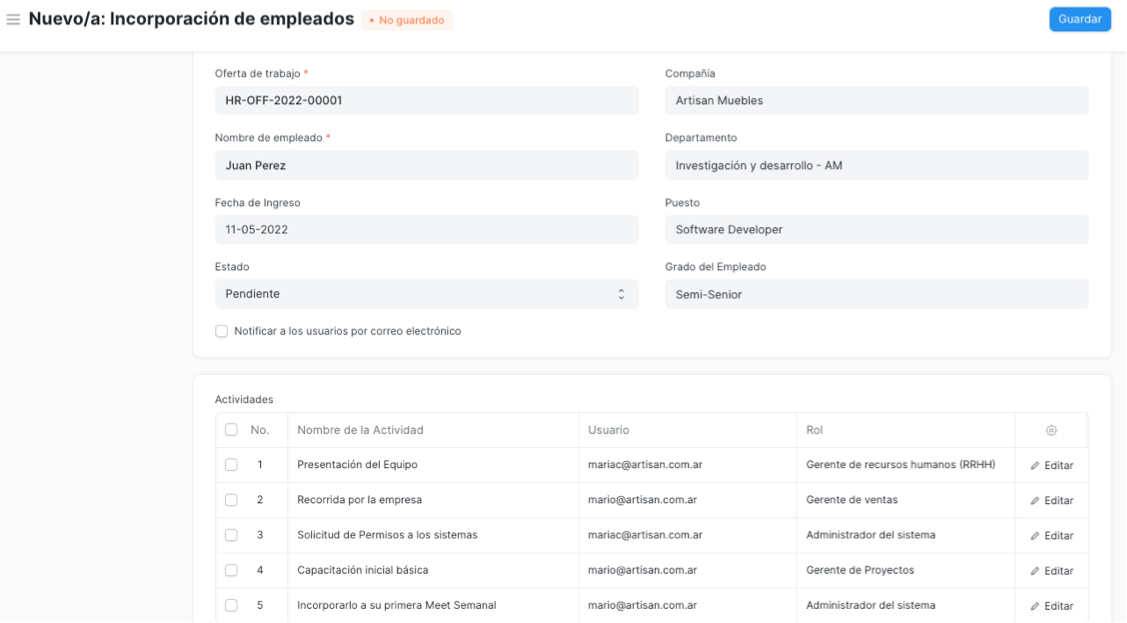 Nuevo/a: Incorporación de empleados
• No guardado
Guardar
Oferta de trabajo *
HR-OFF-2022-00001
Compañía
Artisan Muebles
Nombre de empleado *
Juan Perez
Departamento
Investigación y desarrollo - AM
Fecha de Ingreso
11-05-2022
Puesto
Software Developer
Estado
Pendiente
Grado del Empleado
Semi-Senior
Notificar a los usuarios por correo electrónico
Actividades
No. Nombre de la Actividad Usuario Rol
1 Presentación del Equipo mariac@artisan.com.ar Gerente de recursos humanos (RRHH) Editar
2 Recorrida por la empresa mario@artisan.com.ar Gerente de ventas Editar
3 Solicitud de Permisos a los sistemas mariac@artisan.com.ar Administrador del sistema Editar
4 Capacitación inicial básica mario@artisan.com.ar Gerente de Proyectos Editar
5 Incorporarlo a su primera Meet Semanal mario@artisan.com.ar Administrador del sistema Editar